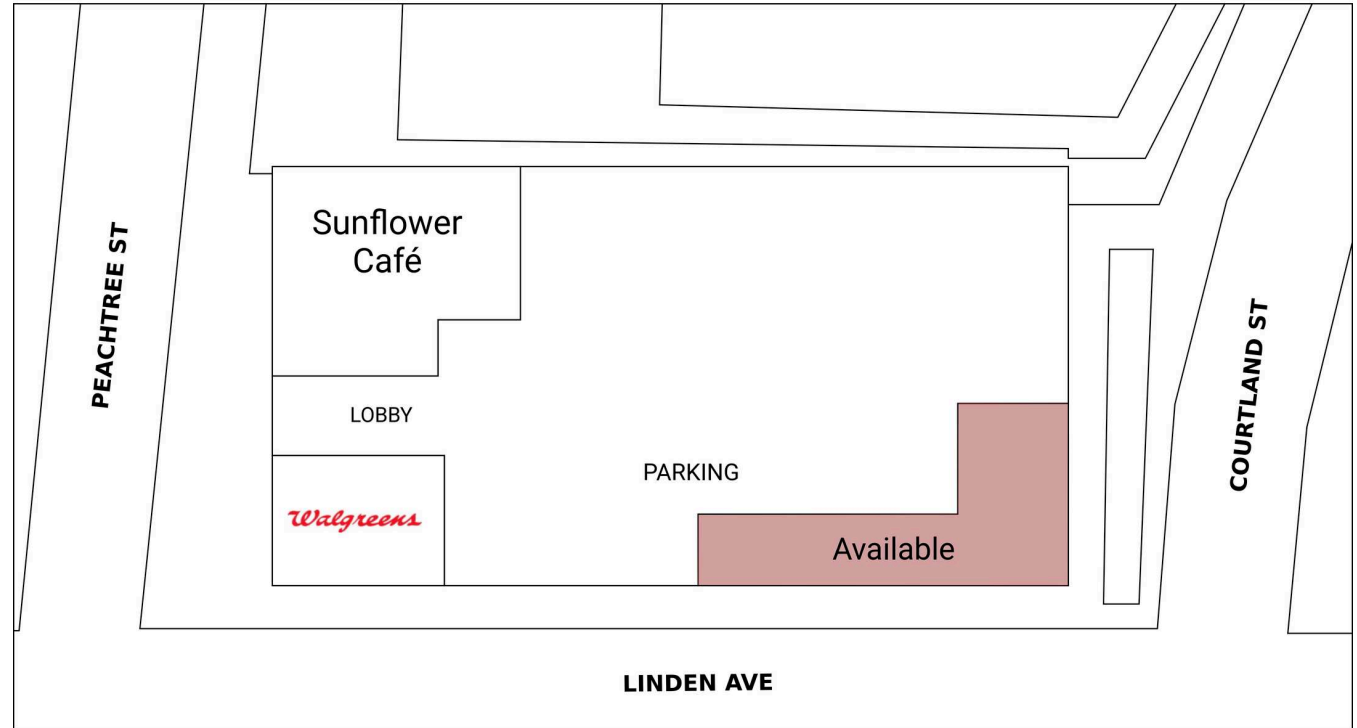 Sunflower
Café
PEACHTREE ST
COURTLAND ST
LOBBY
PARKING
Walgreens
Available
LINDEN AVE